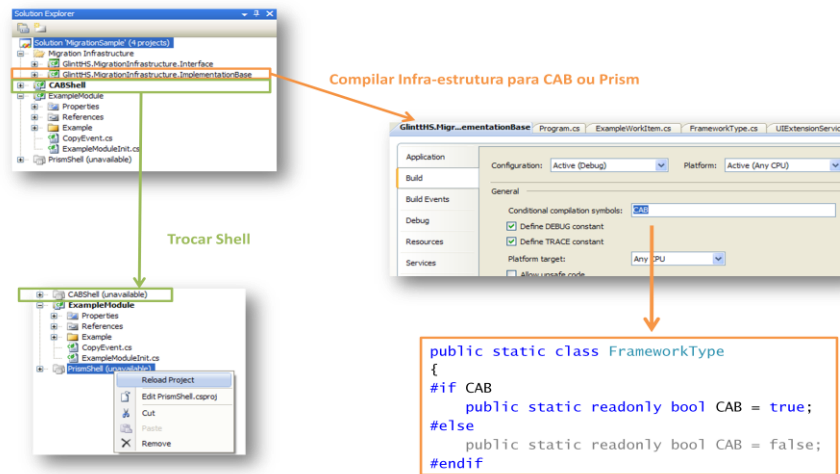 Solution Explorer
Solution 'MigrationSample' (4 projects)
Migration Infrastructure
GlinttHS.MigrationInfrastructure.Interface
GlinttHS.MigrationInfrastructure.ImplementationBase
CABShell
ExampleModule
Properties
References
Example
CopyEvent.cs
ExampleModuleInit.cs
PrismShell (unavailable)
Compilar Infra-estrutura para CAB ou Prism
GlinttHS.Migr...ementationBase Program.cs ExampleWorkItem.cs FrameworkType.cs UIExtensionServic
Application
Build
Build Events
Debug
Resources
Services
Configuration: Active (Debug) Platform: Active (Any CPU)
General
Conditional compilation symbols: CAB
Define DEBUG constant
Define TRACE constant
Platform target: Any CPU
Allow unsafe code
Trocar Shell
CABShell (unavailable)
ExampleModule
Properties
References
Example
CopyEvent.cs
ExampleModuleInit.cs
PrismShell (unavailable)
Reload Project
Edit PrismShell.csproj
Cut
Paste
Remove
public static class FrameworkType
{
#if CAB
public static readonly bool CAB = true;
#else
public static readonly bool CAB = false;
#endif